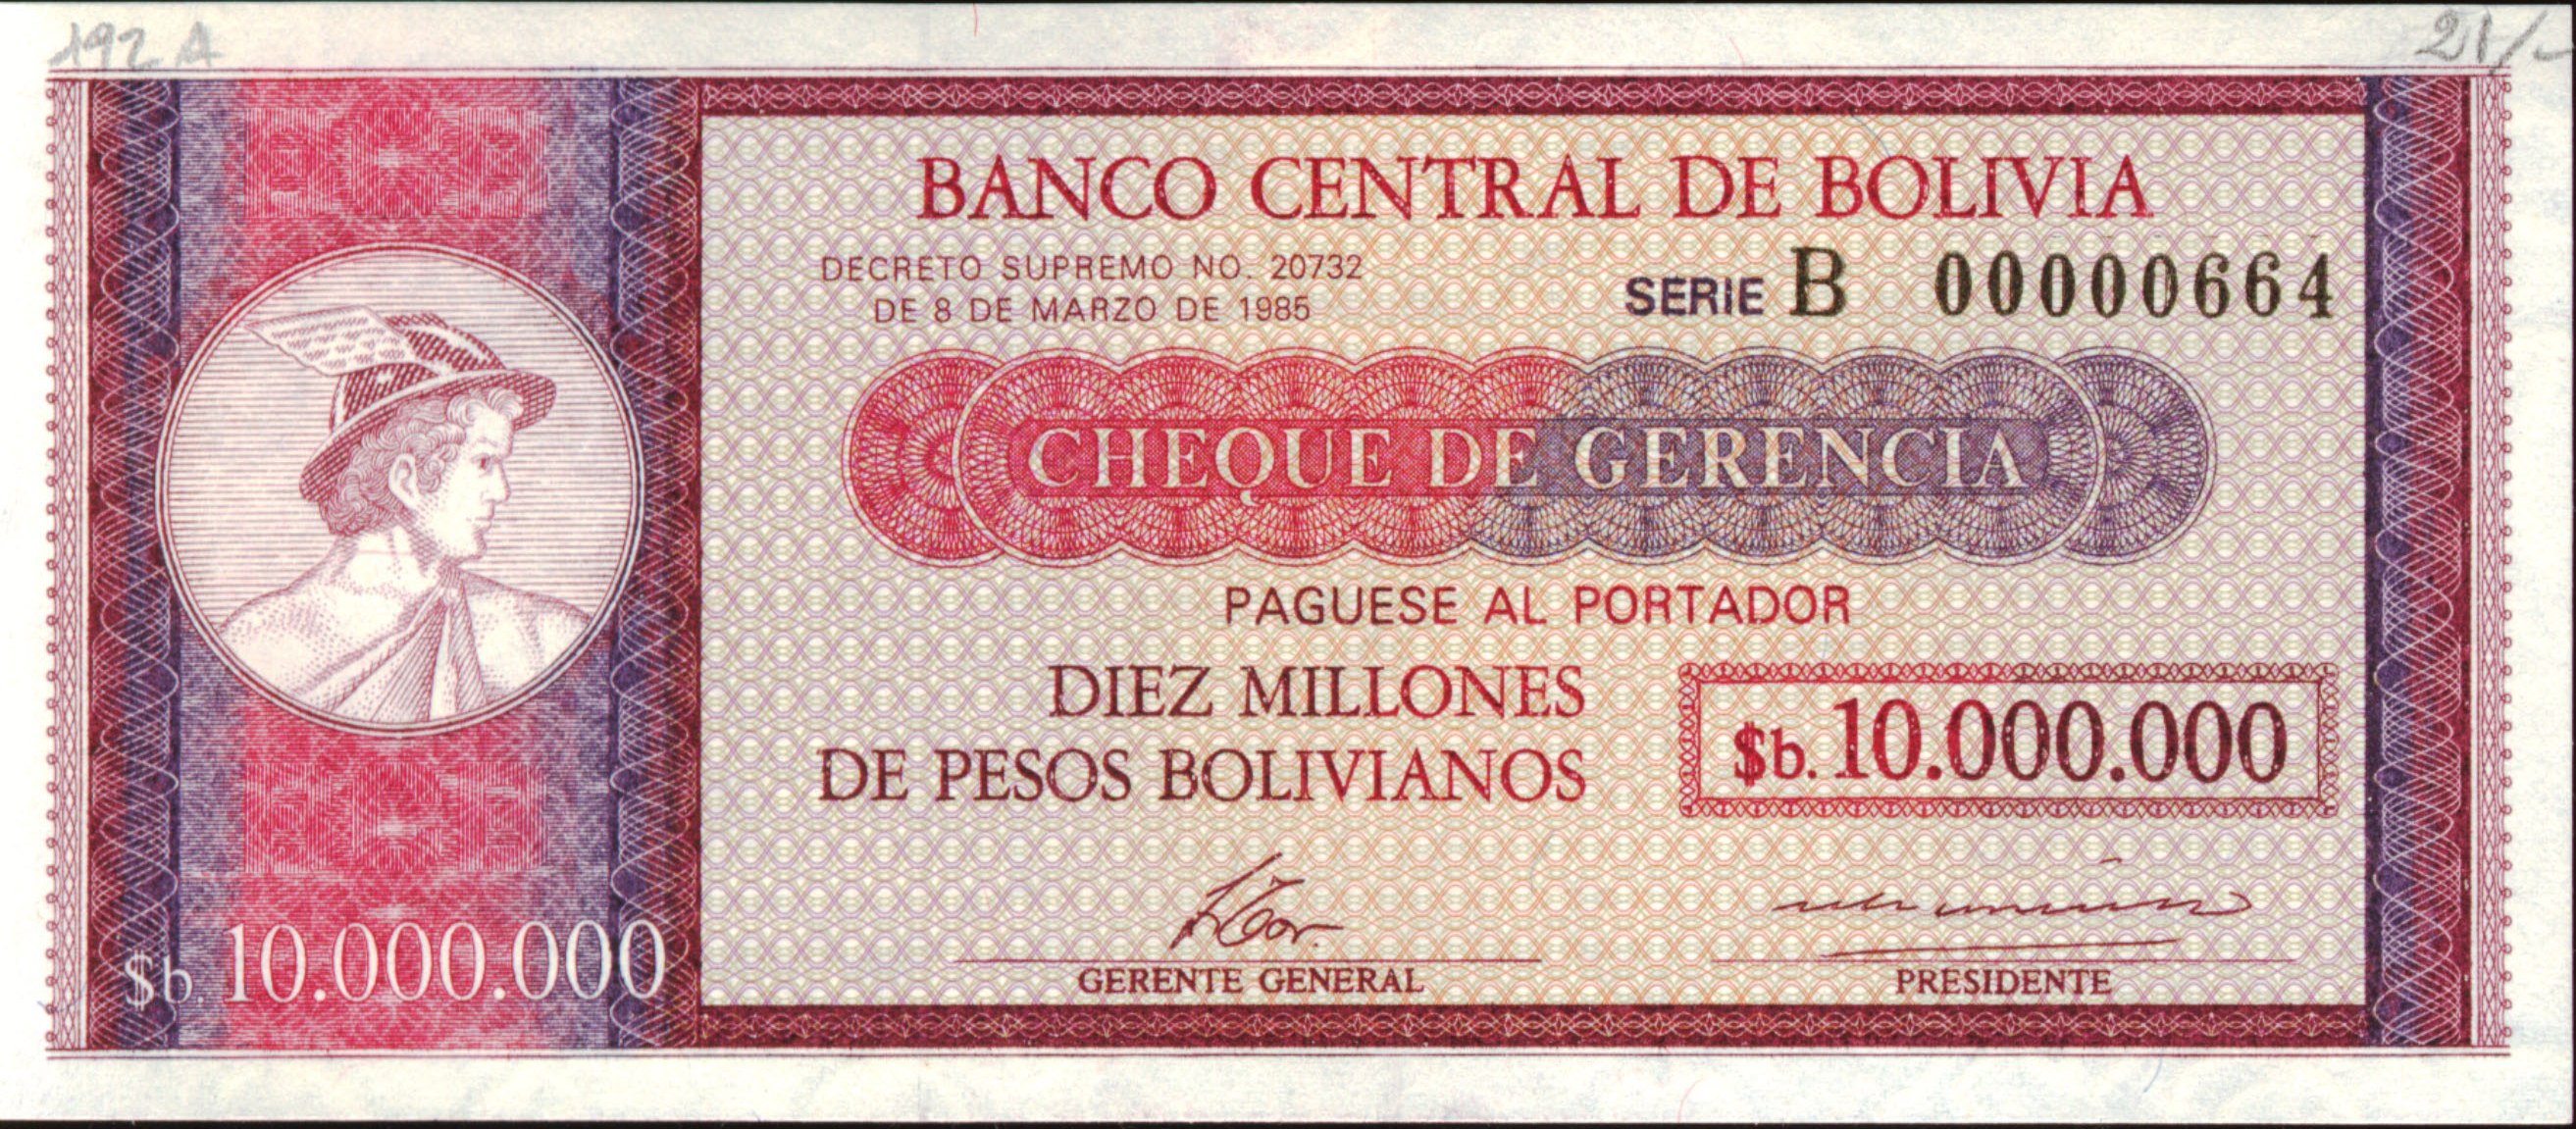 192 A
21/-
BANCO CENTRAL DE BOLIVIA
DECRETO SUPREMO NO. 20732
DE 8 DE MARZO DE 1985
SERIE B 00000664
CHEQUE DE GERENCIA
PAGUESE AL PORTADOR
DIEZ MILLONES
DE PESOS BOLIVIANOS
$b. 10.000.000
$b. 10.000.000
GERENTE GENERAL
PRESIDENTE